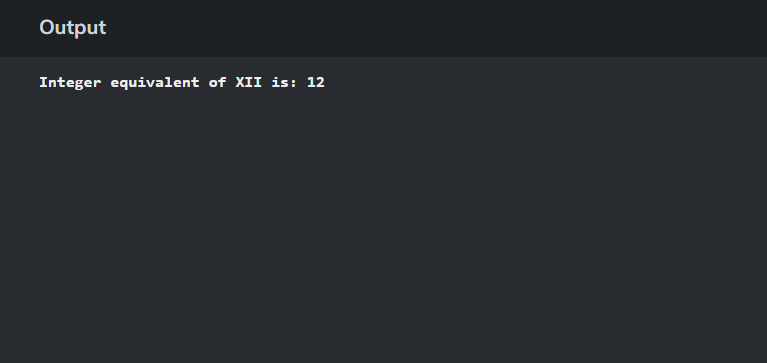 Output
Integer equivalent of XII is: 12